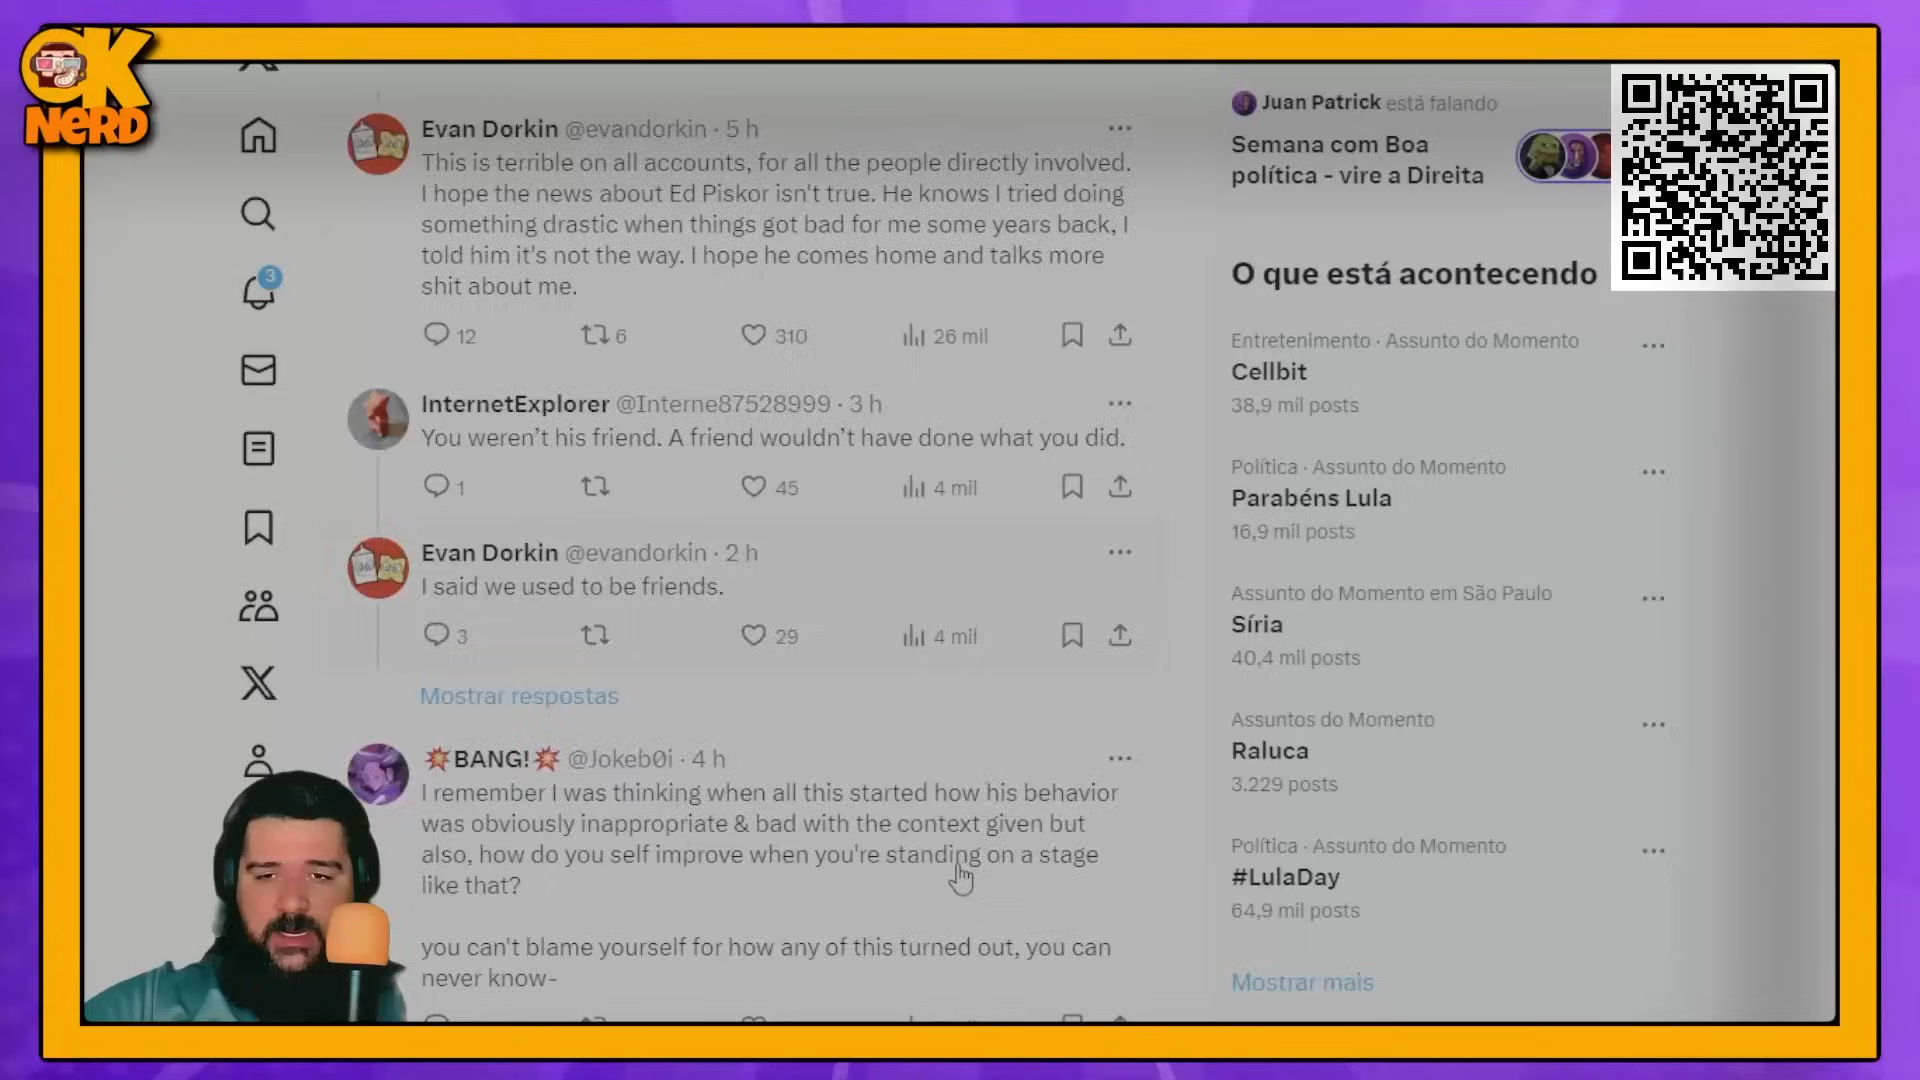 OK
NeRD
Evan Dorkin @evandorkin · 5 h
This is terrible on all accounts, for all the people directly involved.
I hope the news about Ed Piskor isn't true. He knows I tried doing
something drastic when things got bad for me some years back, I
told him it's not the way. I hope he comes home and talks more
shit about me.
12 6 310 26 mil
InternetExplorer @Interne87528999 · 3 h
You weren’t his friend. A friend wouldn’t have done what you did.
1 45 4 mil
Evan Dorkin @evandorkin · 2 h
I said we used to be friends.
3 29 4 mil
Mostrar respostas
💥BANG!💥 @Jokeb0i · 4 h
I remember I was thinking when all this started how his behavior
was obviously inappropriate & bad with the context given but
also, how do you self improve when you're standing on a stage
like that?
you can't blame yourself for how any of this turned out, you can
never know-
3
Juan Patrick está falando
Semana com Boa
política - vire a Direita
O que está acontecendo
Entretenimento · Assunto do Momento
Cellbit
38,9 mil posts
Política · Assunto do Momento
Parabéns Lula
16,9 mil posts
Assunto do Momento em São Paulo
Síria
40,4 mil posts
Assuntos do Momento
Raluca
3.229 posts
Política · Assunto do Momento
#LulaDay
64,9 mil posts
Mostrar mais